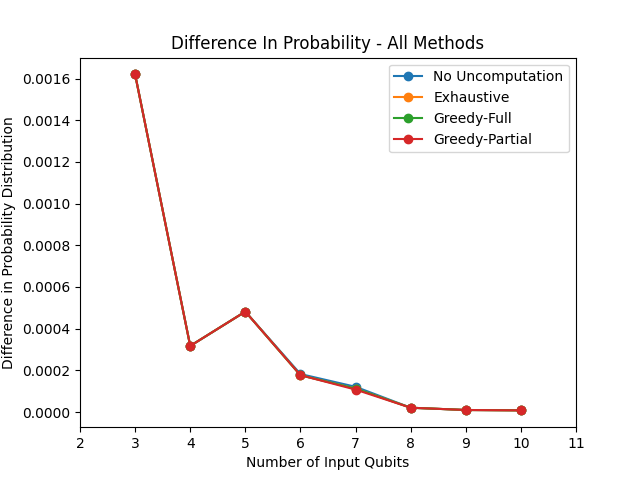 Difference In Probability - All Methods
No Uncomputation
Exhaustive
Greedy-Full
Greedy-Partial
Difference in Probability Distribution
0.0016
0.0014
0.0012
0.0010
0.0008
0.0006
0.0004
0.0002
0.0000
2 3 4 5 6 7 8 9 10 11
Number of Input Qubits